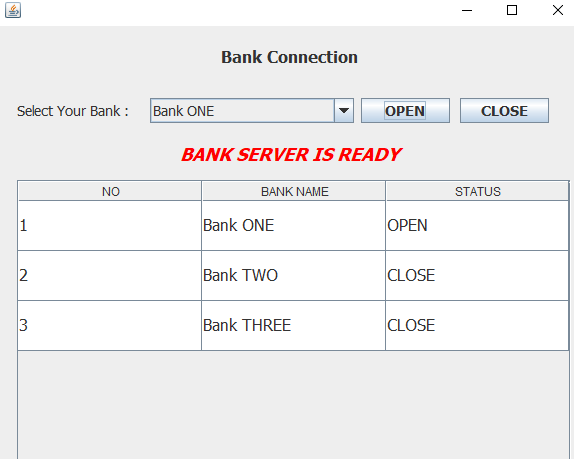 Bank Connection
Select Your Bank : Bank ONE OPEN CLOSE
BANK SERVER IS READY
NO BANK NAME STATUS
1 Bank ONE OPEN
2 Bank TWO CLOSE
3 Bank THREE CLOSE